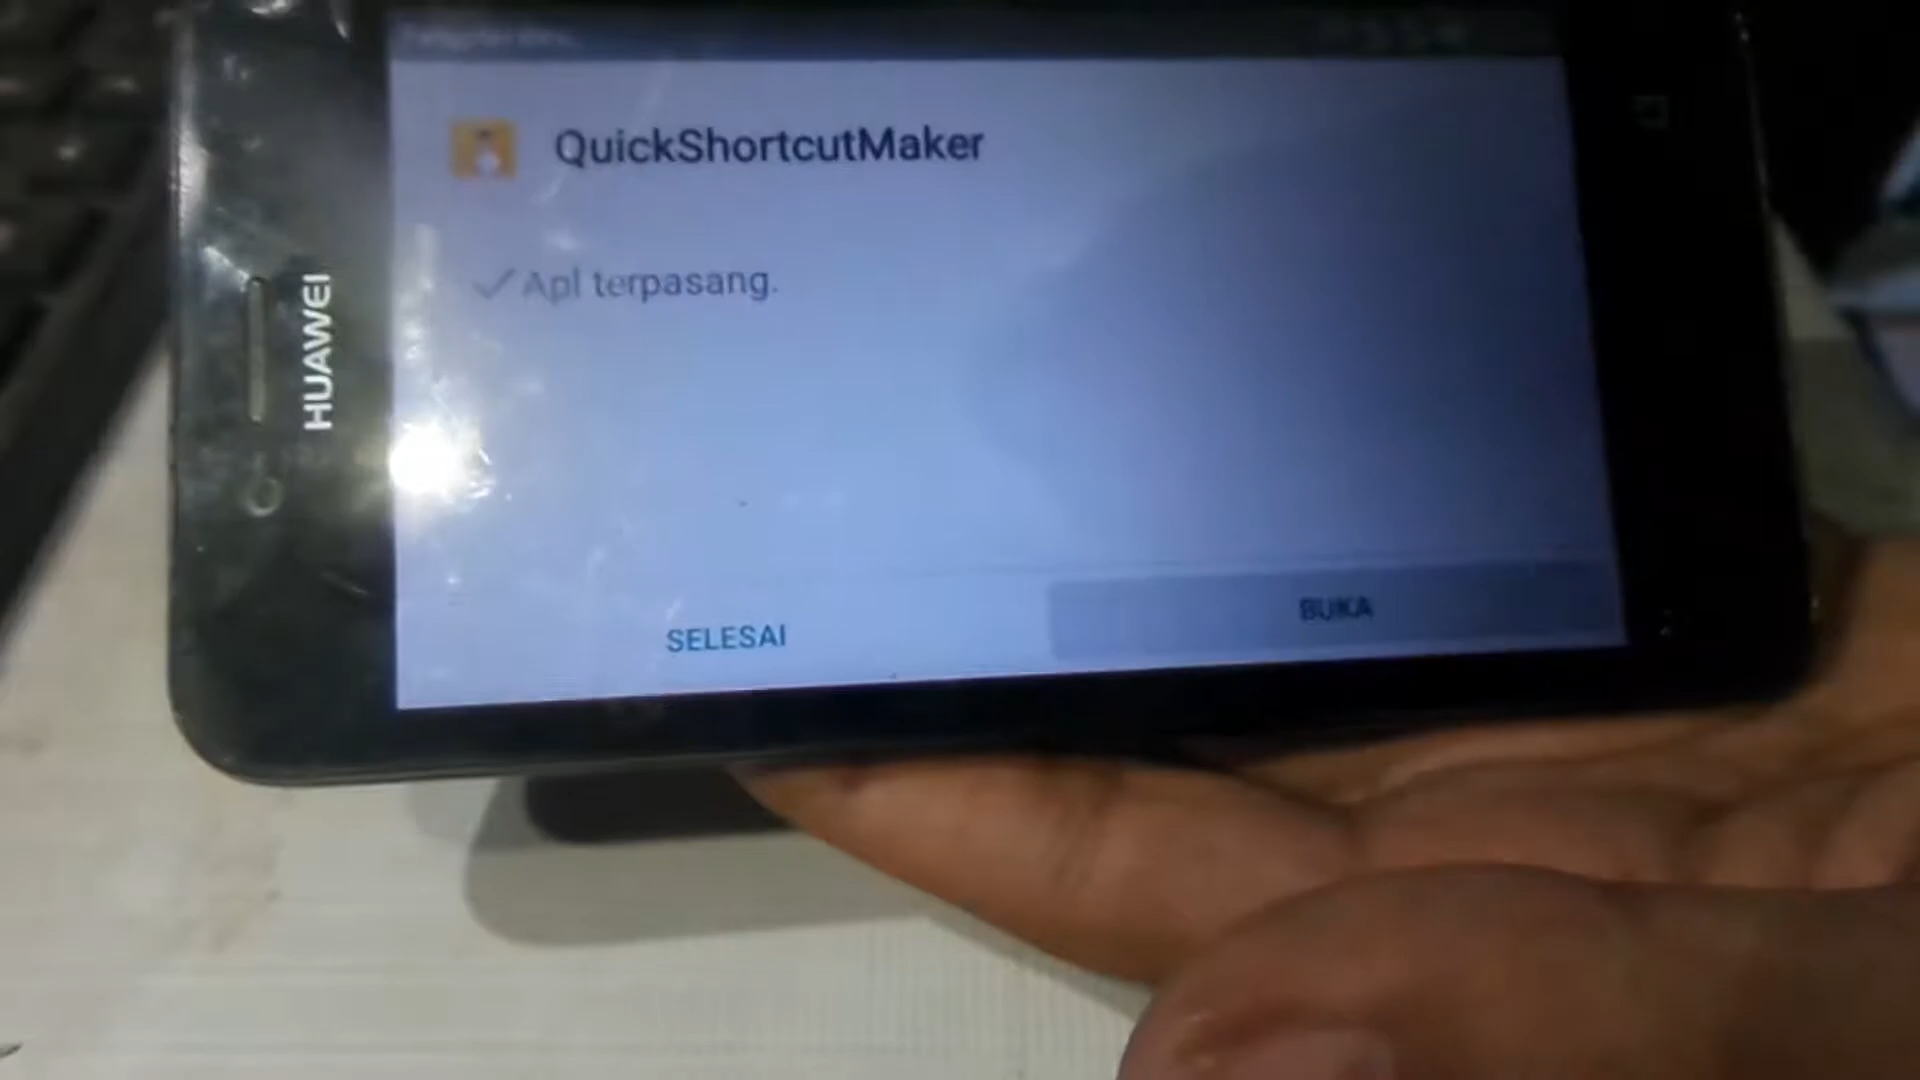 QuickShortcutMaker
Apl terpasang.
HUAWEI
SELESAI
BUKA